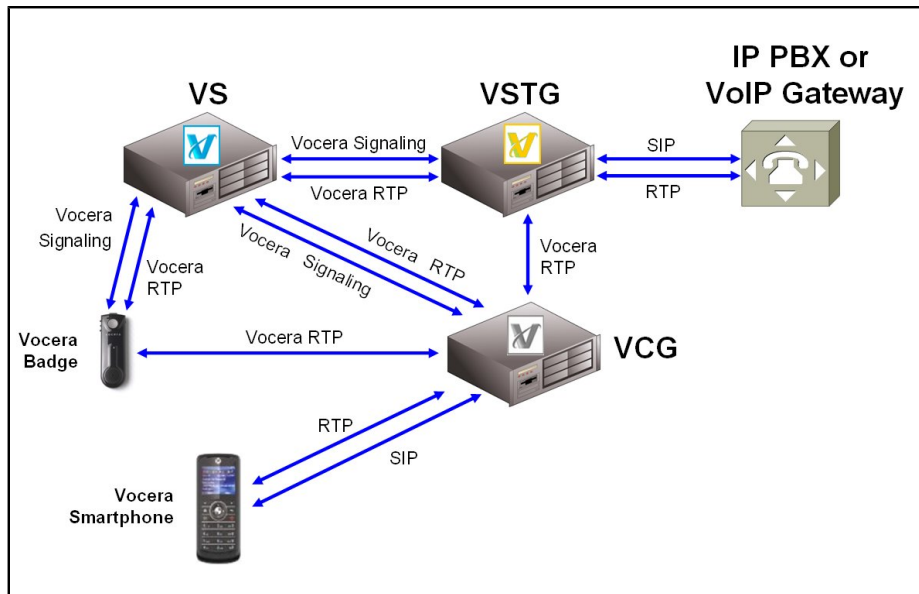 IP PBX or
VoIP Gateway
VS
VSTG
Vocera Signaling
Vocera RTP
SIP
RTP
Vocera
Signaling
Vocera
RTP
Vocera RTP
Vocera Signaling
Vocera
RTP
Vocera
Badge
Vocera RTP
VCG
RTP
SIP
Vocera
Smartphone